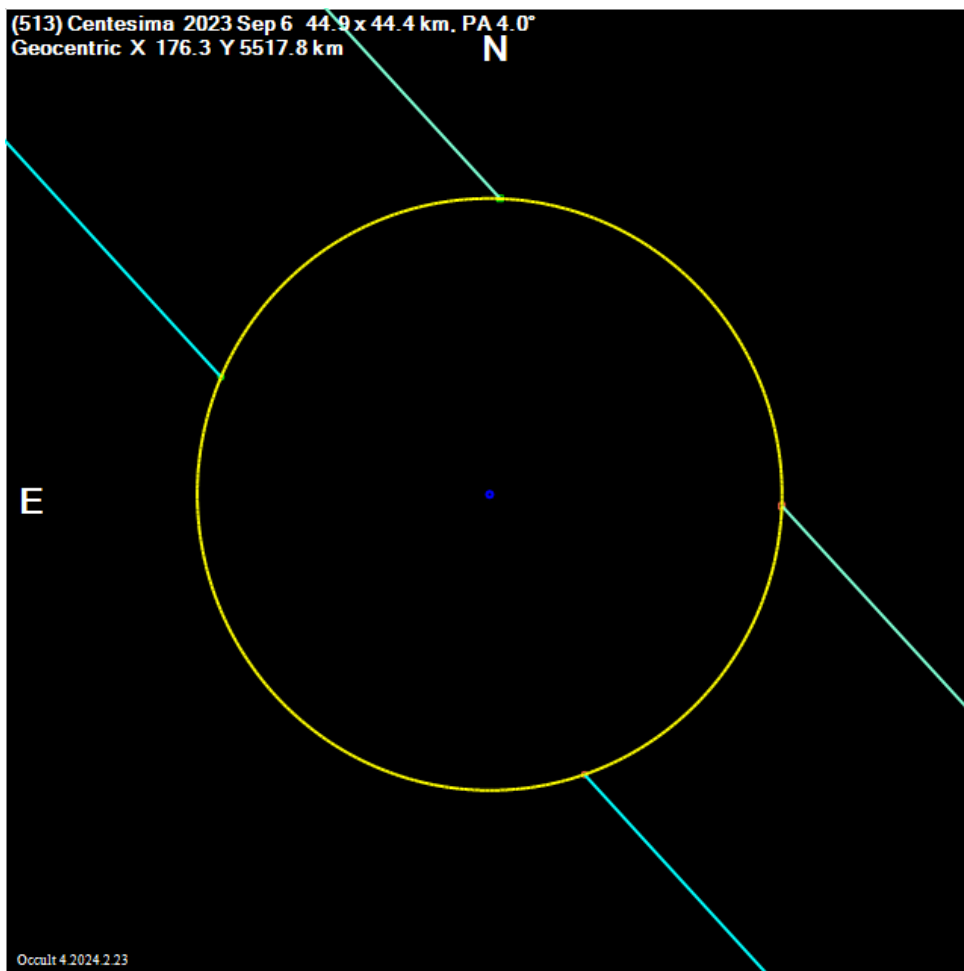 (513) Centesima 2023 Sep 6 44.9 x 44.4 km, PA 4.0°
Geocentric X 176.3 Y 5517.8 km
N
E
Occult 4.2024.2.23